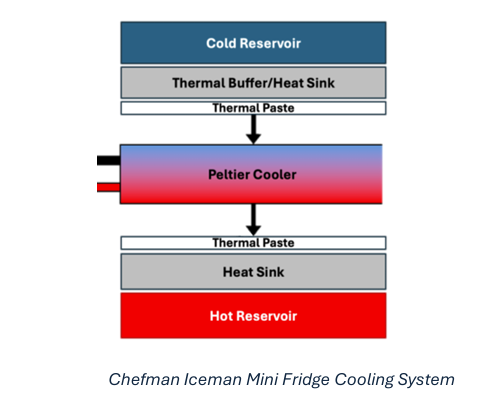 Cold Reservoir
Thermal Buffer/Heat Sink
Thermal Paste
Peltier Cooler
Thermal Paste
Heat Sink
Hot Reservoir
Chefman Iceman Mini Fridge Cooling System